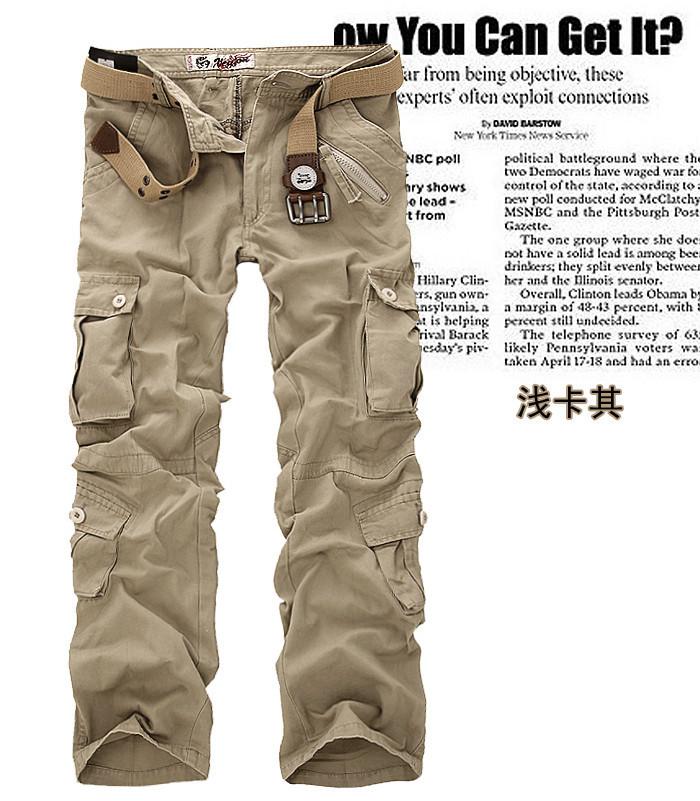 ow You Can Get It?
ar from being objective, these
experts' often exploit connections
By DAVID BARSTOW
New York Times News Service
NBC poll
ary shows
lead –
rt from
political battleground where the
two Democrats have waged war fo
control of the state, according to
new poll conducted for McClatchy
MSNBC and the Pittsburgh Post
Gazette.
The one group where she does
not have a solid lead is among bee
drinkers; they split evenly between
her and the Illinois senator.
Overall, Clinton leads Obama by
a margin of 48-43 percent, with
percent still undecided.
The telephone survey of 63
likely Pennsylvania voters was
taken April 17-18 and had an erro
Hillary Clin-
ers, gun own-
nsylvania, a
at is helping
rival Barack
uesday's piv-
浅卡其